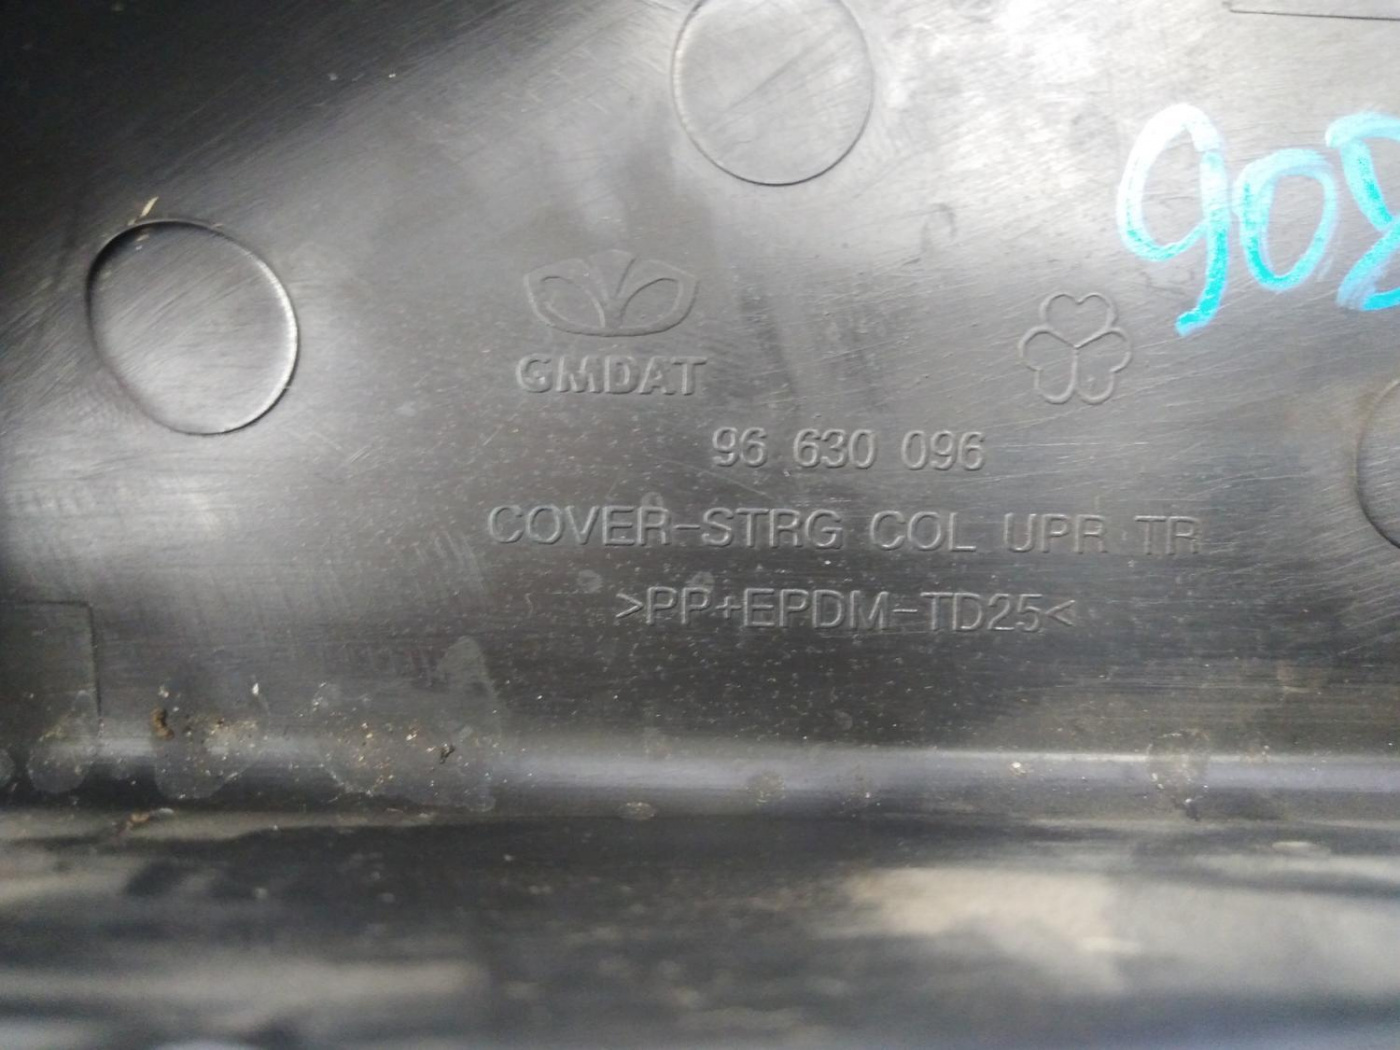 GMDAT
96 630 096
COVER-STRG COL UPR TR
>PP+EPDM-TD25<